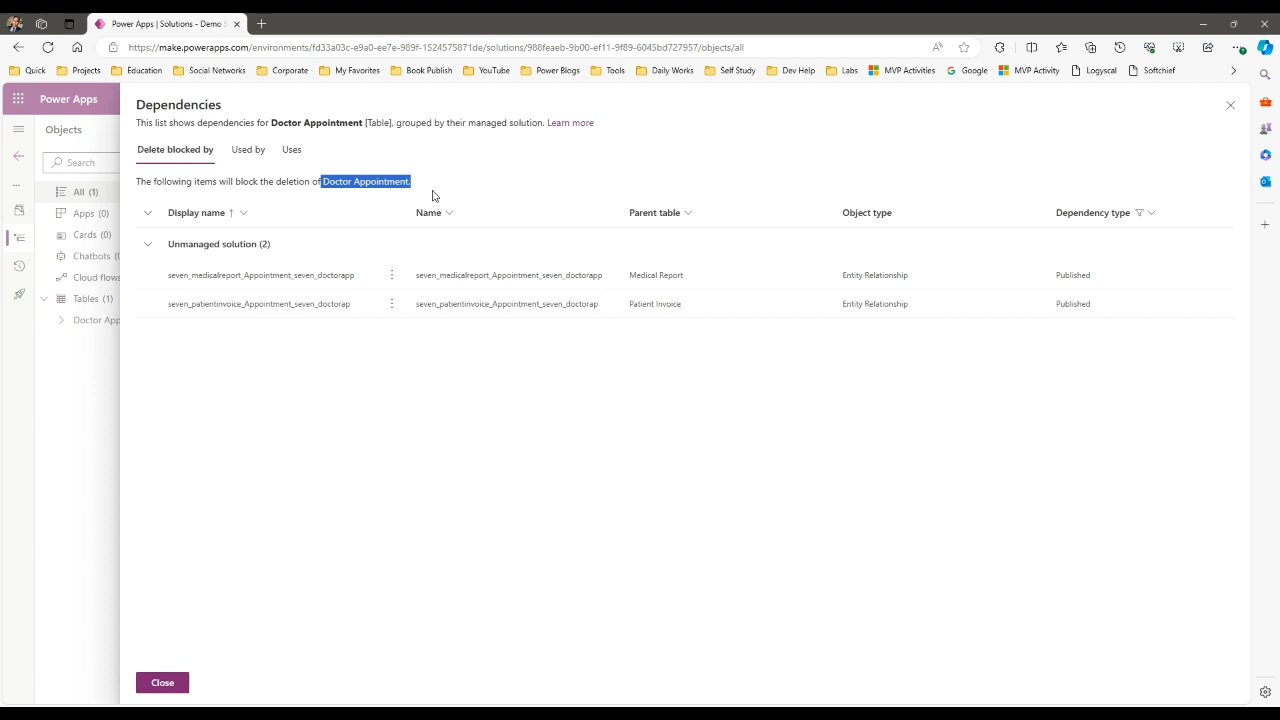 Power Apps | Solutions - Demo S
https://make.powerapps.com/environments/fd33a03c-e9a0-ee7e-989f-1524575871de/solutions/988feaeb-8b00-ef11-9f89-6045bd727957/objects/all
Quick Projects Education Social Networks Corporate My Favorites Book Publish YouTube Power Blogs Tools Daily Works Self Study Dev Help Labs MVP Activities Google MVP Activity Logyscal Softchief
Power Apps
Objects
Search
All (1)
Apps (0)
Cards (0)
Chatbots (
Cloud flows
Tables (1)
Doctor App
Dependencies
This list shows dependencies for Doctor Appointment [Table], grouped by their managed solution. Learn more
Delete blocked by Used by Uses
The following items will block the deletion of Doctor Appointment.
Display name ↑ Name Parent table Object type Dependency type
Unmanaged solution (2)
seven_medicalreport_Appointment_seven_doctorapp seven_medicalreport_Appointment_seven_doctorapp Medical Report Entity Relationship Published
seven_patientinvoice_Appointment_seven_doctorap seven_patientinvoice_Appointment_seven_doctorap Patient Invoice Entity Relationship Published
Close